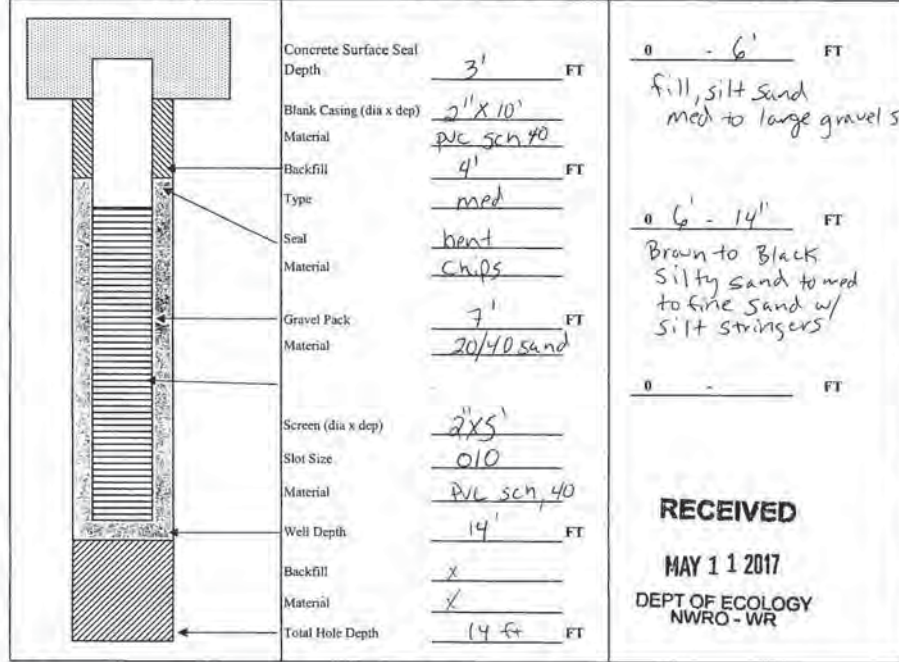 Concrete Surface Seal
Depth 3' FT
Blank Casing (dia x dep) 2" X 10'
Material PVC SCH 40
Backfill 4' FT
Type med
Seal bent
Material Chips
Gravel Pack 7' FT
Material 20/40 sand
Screen (dia x dep) 2"X5'
Slot Size 010
Material PVC SCH, 40
Well Depth 14' FT
Backfill X
Material X
Total Hole Depth 14 ft FT
0 - 6' FT
fill, silt sand
med to large gravels
0 6' - 14" FT
Brown to Black
Silty sand to med
to fine sand w/
silt stringers
0 - FT
RECEIVED
MAY 11 2017
DEPT OF ECOLOGY
NWRO - WR